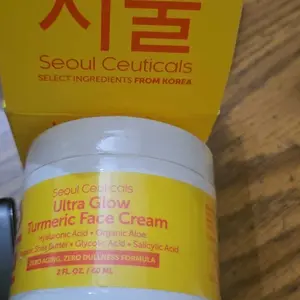 서울
Seoul Ceuticals
SELECT INGREDIENTS FROM KOREA
Seoul Ceuticals
Ultra Glow
Turmeric Face Cream
Hyaluronic Acid • Organic Aloe
Shea Butter • Glycolic Acid • Salicylic Acid
ZERO AGING, ZERO DULLNESS FORMULA
2 FL. OZ. / 60 ML